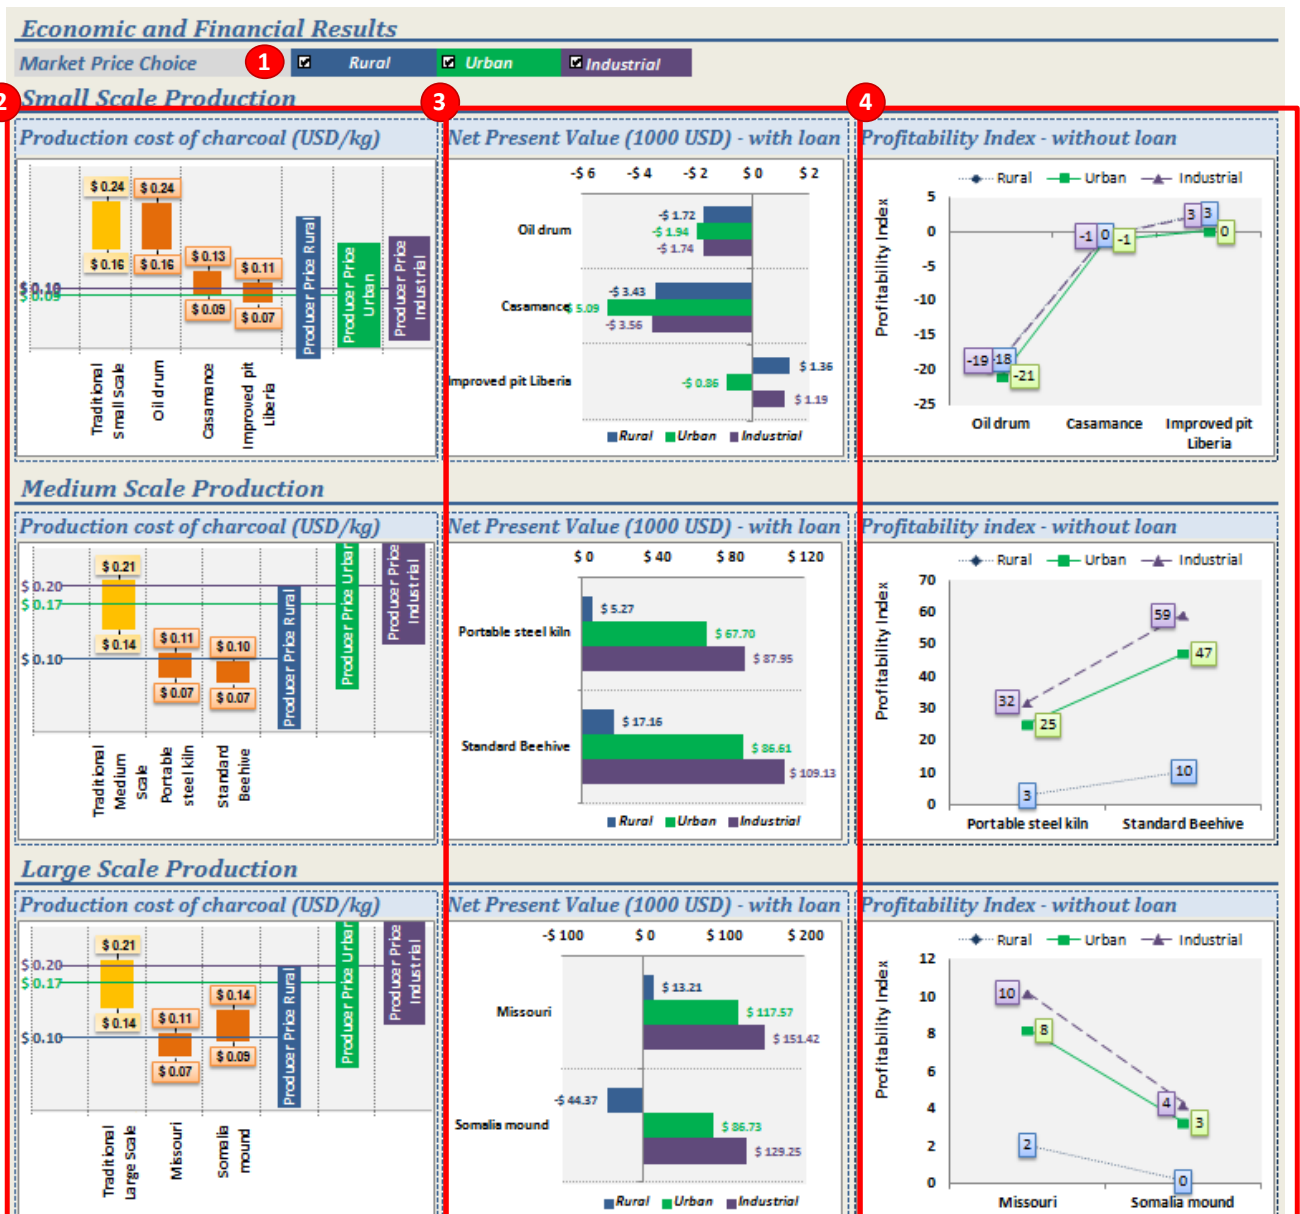 Economic and Financial Results
Market Price Choice
1
Rural
Urban
Industrial
2
Small Scale Production
3
4
Production cost of charcoal (USD/kg)
$ 0.24
$ 0.24
$ 0.16
$ 0.16
$ 0.13
$ 0.11
$ 0.09
$ 0.07
$ 0.10
$ 0.09
Producer Price Rural
Producer Price Urban
Producer Price Industrial
Traditional Small Scale
Oil drum
Casamance
Improved pit Liberia
Net Present Value (1000 USD) - with loan
-$ 6 -$ 4 -$ 2 $ 0 $ 2
Oil drum
-$ 1.72
-$ 1.94
-$ 1.74
Casamance
-$ 3.43
$ 5.09
-$ 3.56
Improved pit Liberia
$ 1.36
-$ 0.86
$ 1.19
Rural Urban Industrial
Profitability Index - without loan
Rural Urban Industrial
Profitability Index
5
0
-5
-10
-15
-20
-25
-19 -18
-21
-1 0
-1
3 3
0
Oil drum Casamance Improved pit
Liberia
Medium Scale Production
Production cost of charcoal (USD/kg)
$ 0.21
$ 0.20
$ 0.17
$ 0.14
$ 0.11
$ 0.10
$ 0.10
$ 0.07
$ 0.07
Producer Price Rural
Producer Price Urban
Producer Price Industrial
Traditional Medium Scale
Portable steel kiln
Standard Beehive
Net Present Value (1000 USD) - with loan
$ 0 $ 40 $ 80 $ 120
Portable steel kiln
$ 5.27
$ 67.70
$ 87.95
Standard Beehive
$ 17.16
$ 86.61
$ 109.13
Rural Urban Industrial
Profitability index - without loan
Rural Urban Industrial
Profitability Index
70
60
50
40
30
20
10
0
32
25
3
59
47
10
Portable steel kiln Standard Beehive
Large Scale Production
Production cost of charcoal (USD/kg)
$ 0.21
$ 0.20
$ 0.17
$ 0.14
$ 0.11
$ 0.14
$ 0.10
$ 0.07
$ 0.09
Producer Price Rural
Producer Price Urban
Producer Price Industrial
Traditional Large Scale
Missouri
Somalia mound
Net Present Value (1000 USD) - with loan
-$ 100 $ 0 $ 100 $ 200
Missouri
$ 13.21
$ 117.57
$ 151.42
Somalia mound
-$ 44.37
$ 86.73
$ 129.25
Rural Urban Industrial
Profitability Index - without loan
Rural Urban Industrial
Profitability Index
12
10
8
6
4
2
0
10
8
2
4
3
0
Missouri Somalia mound